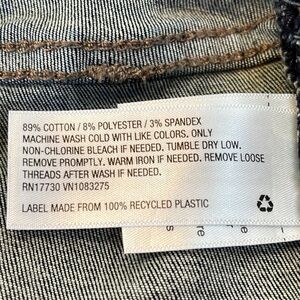 89% COTTON / 8% POLYESTER / 3% SPANDEX
MACHINE WASH COLD WITH LIKE COLORS. ONLY
NON-CHLORINE BLEACH IF NEEDED. TUMBLE DRY LOW.
REMOVE PROMPTLY. WARM IRON IF NEEDED. REMOVE LOOSE
THREADS AFTER WASH IF NEEDED.
RN17730 VN1083275
LABEL MADE FROM 100% RECYCLED PLASTIC